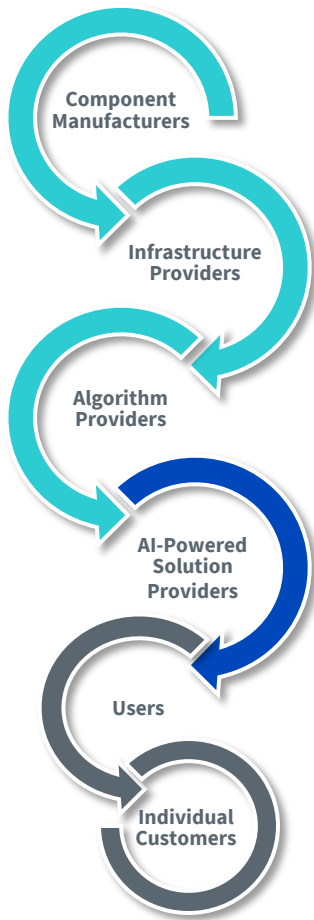 Component
Manufacturers
Infrastructure
Providers
Algorithm
Providers
AI-Powered
Solution
Providers
Users
Individual
Customers